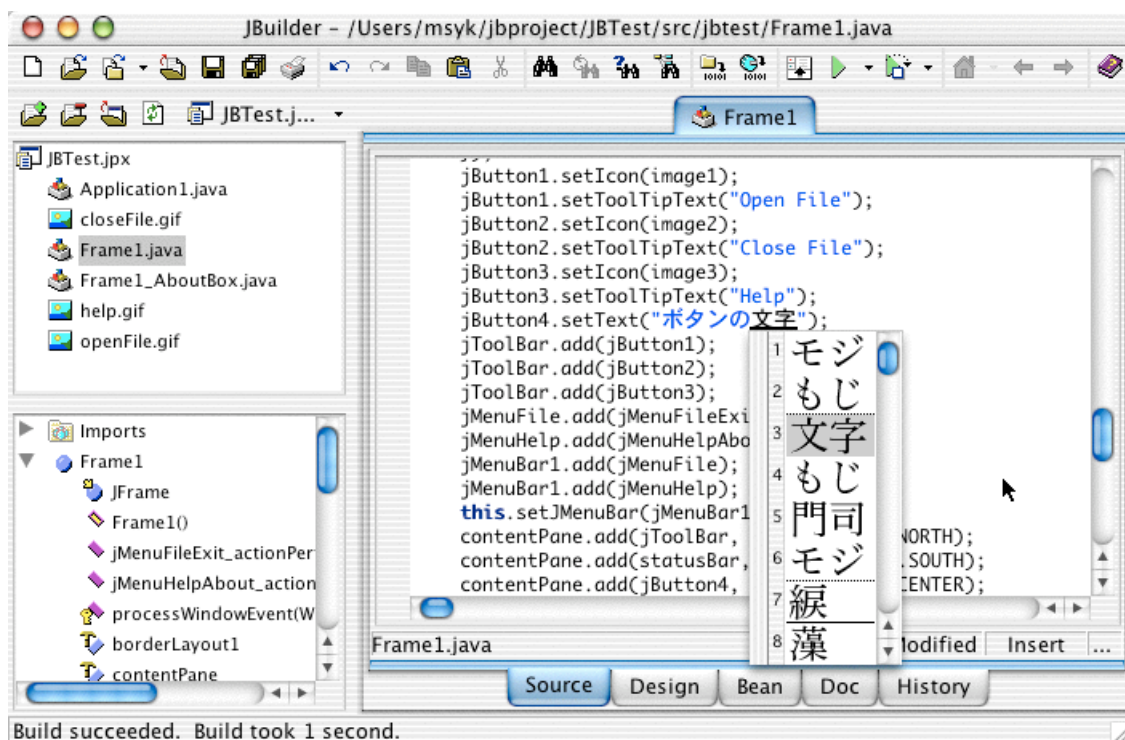 JBuilder – /Users/msyk/jbproject/JBTest/src/jbtest/Frame1.java
JBTest.j...
Frame1
JBTest.jpx
Application1.java
closeFile.gif
Frame1.java
Frame1_AboutBox.java
help.gif
openFile.gif
Imports
Frame1
JFrame
Frame1()
jMenuFileExit_actionPer
jMenuHelpAbout_action
processWindowEvent(W
borderLayout1
contentPane
jButton1.setIcon(image1);
jButton1.setToolTipText("Open File");
jButton2.setIcon(image2);
jButton2.setToolTipText("Close File");
jButton3.setIcon(image3);
jButton3.setToolTipText("Help");
jButton4.setText("ボタンの文字");
jToolBar.add(jButton1);
jToolBar.add(jButton2);
jToolBar.add(jButton3);
jMenuFile.add(jMenuFileExi
jMenuHelp.add(jMenuHelpAbo
jMenuBar1.add(jMenuFile);
jMenuBar1.add(jMenuHelp);
this.setJMenuBar(jMenuBar1
contentPane.add(jToolBar, NORTH);
contentPane.add(statusBar, .SOUTH);
contentPane.add(jButton4, CENTER);
1 モジ
2 もじ
3 文字
4 もじ
5 門司
6 モジ
7 綟
8 藻
Frame1.java Modified Insert ...
Source Design Bean Doc History
Build succeeded. Build took 1 second.